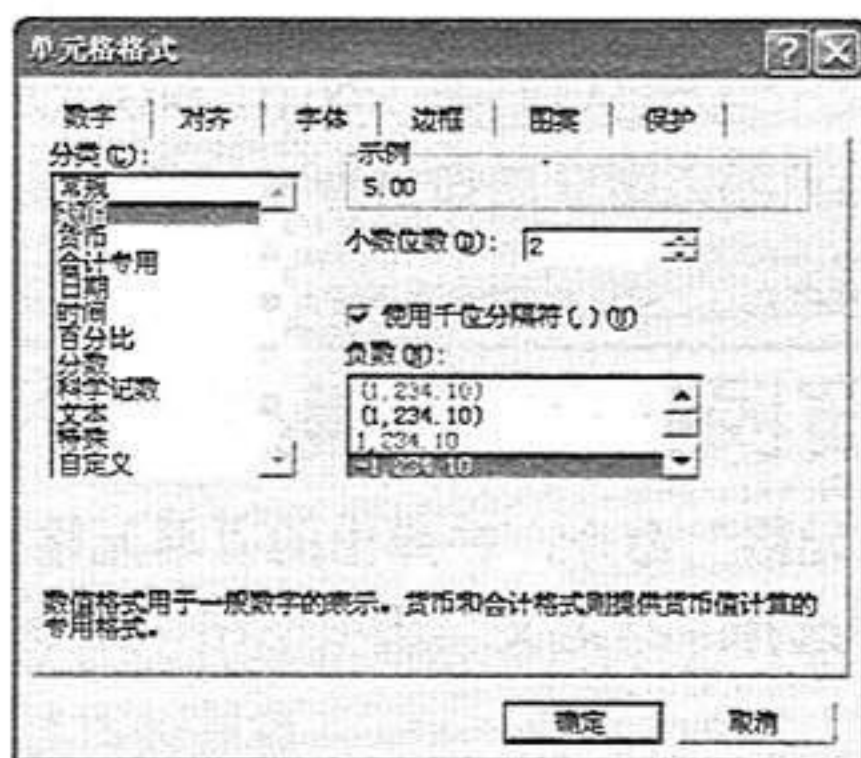 单元格格式
数字 对齐 字体 边框 图案 保护
分类(C):
常规
数值
货币
会计专用
日期
时间
百分比
分数
科学记数
文本
特殊
自定义
示例
5.00
小数位数(D): 2
使用千位分隔符(,)(U)
负数(N):
(1,234.10)
(1,234.10)
1,234.10
-1,234.10
数值格式用于一般数字的表示。货币和会计格式则提供货币值计算的
专用格式。
确定 取消